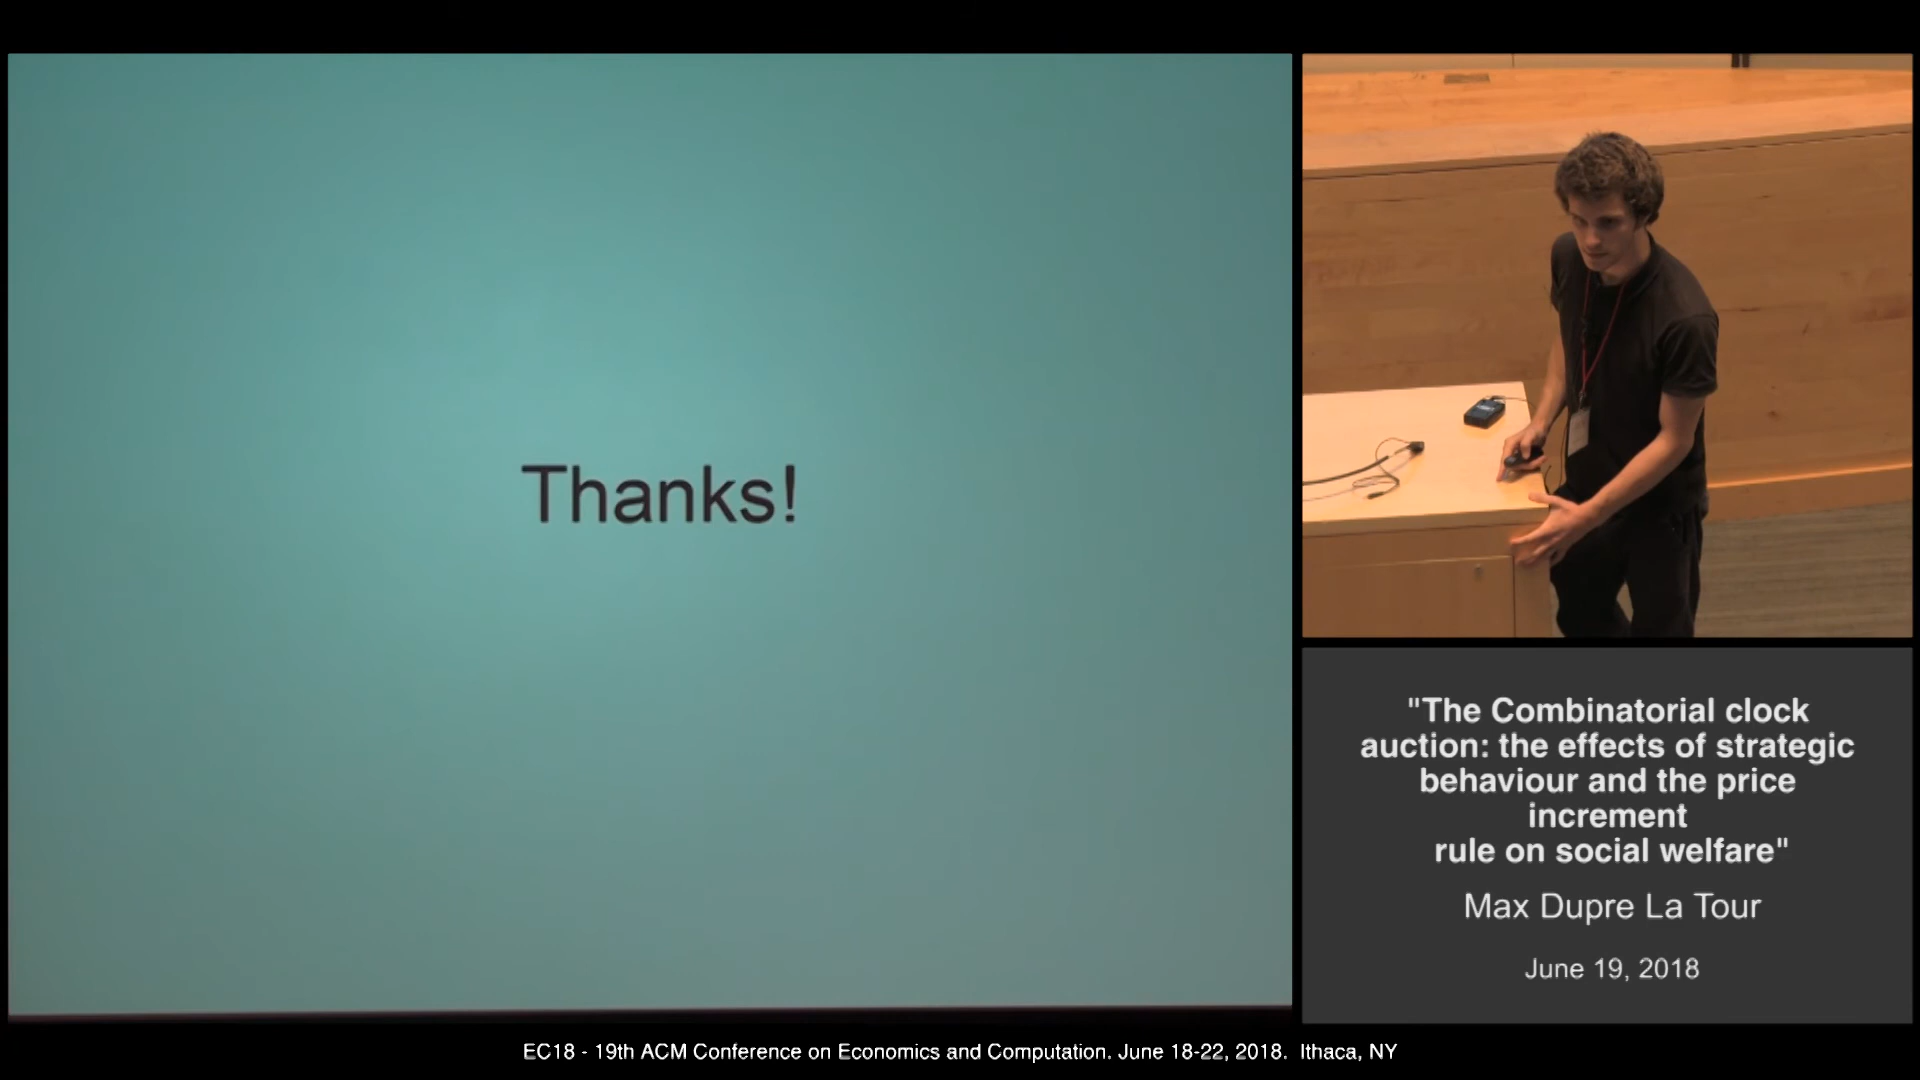 Thanks!
"The Combinatorial clock
auction: the effects of strategic
behaviour and the price
increment
rule on social welfare"
Max Dupre La Tour
June 19, 2018
EC18 - 19th ACM Conference on Economics and Computation. June 18-22, 2018. Ithaca, NY